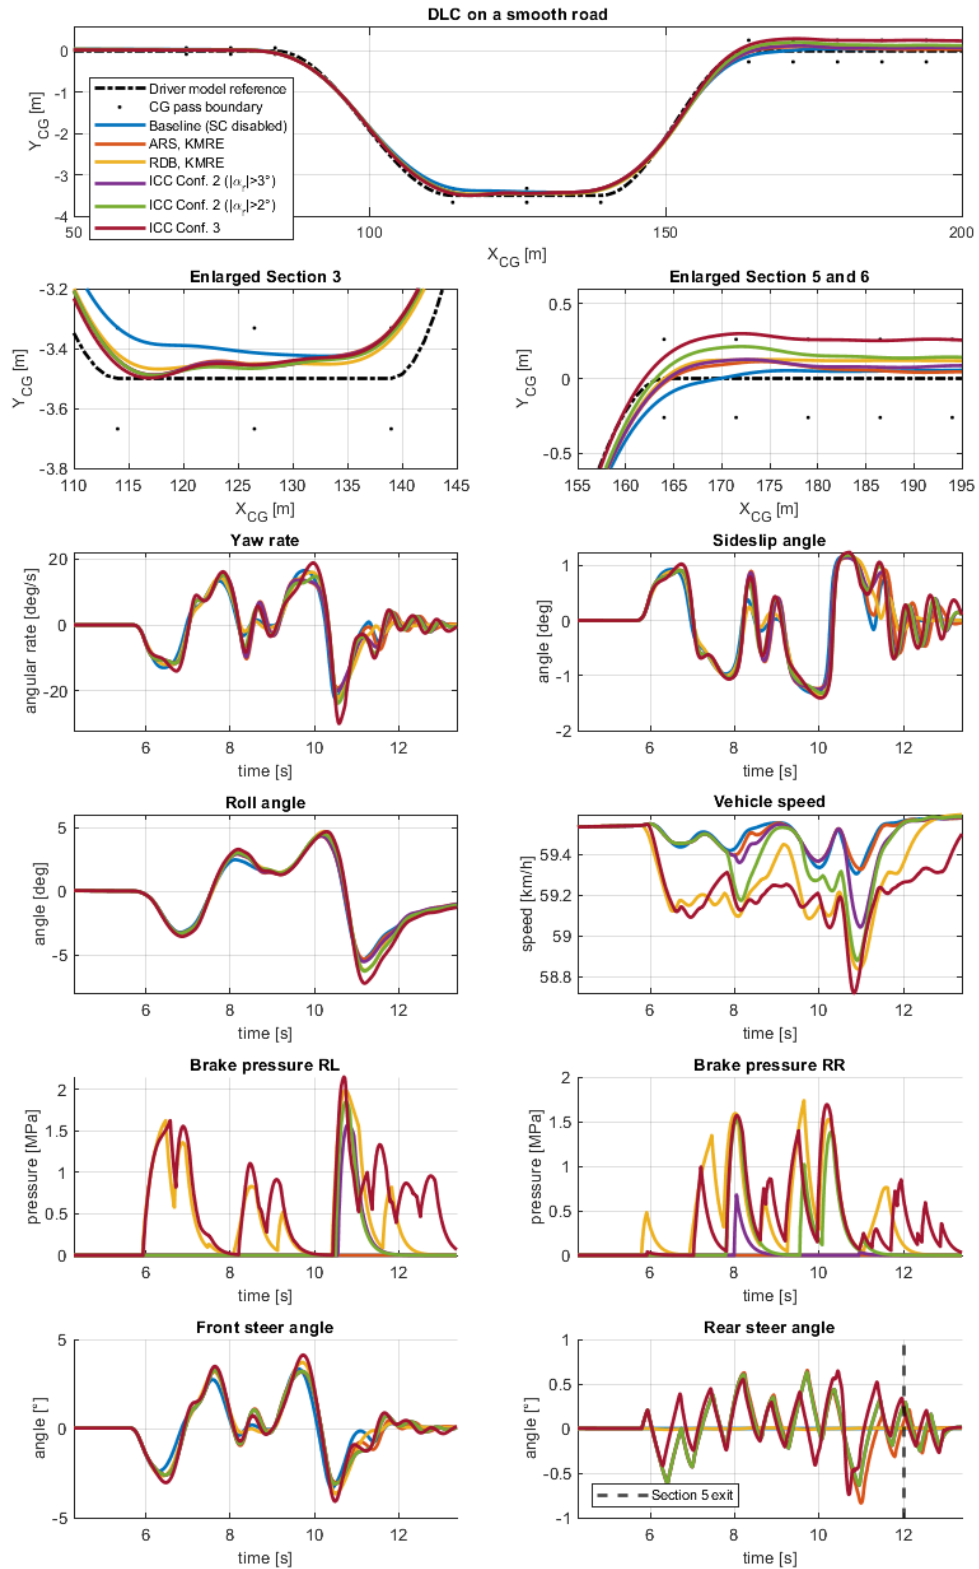 DLC on a smooth road
0
-1
-2
-3
-4
Y_CG [m]
Driver model reference
CG pass boundary
Baseline (SC disabled)
ARS, KMRE
RDB, KMRE
ICC Conf. 2 (|α_r|>3°)
ICC Conf. 2 (|α_r|>2°)
ICC Conf. 3
50 100 150 200
X_CG [m]
Enlarged Section 3
-3.2
-3.4
-3.6
-3.8
Y_CG [m]
110 115 120 125 130 135 140 145
X_CG [m]
Enlarged Section 5 and 6
0.5
0
-0.5
Y_CG [m]
155 160 165 170 175 180 185 190 195
X_CG [m]
Yaw rate
20
0
-20
angular rate [deg/s]
6 8 10 12
time [s]
Sideslip angle
1
0
-1
-2
angle [deg]
6 8 10 12
time [s]
Roll angle
5
0
-5
angle [deg]
6 8 10 12
time [s]
Vehicle speed
59.4
59.2
59
58.8
speed [km/h]
6 8 10 12
time [s]
Brake pressure RL
2
1.5
1
0.5
0
pressure [MPa]
6 8 10 12
time [s]
Brake pressure RR
2
1.5
1
0.5
0
pressure [MPa]
6 8 10 12
time [s]
Front steer angle
5
0
-5
angle [°]
6 8 10 12
time [s]
Rear steer angle
1
0.5
0
-0.5
-1
angle [°]
Section 5 exit
6 8 10 12
time [s]